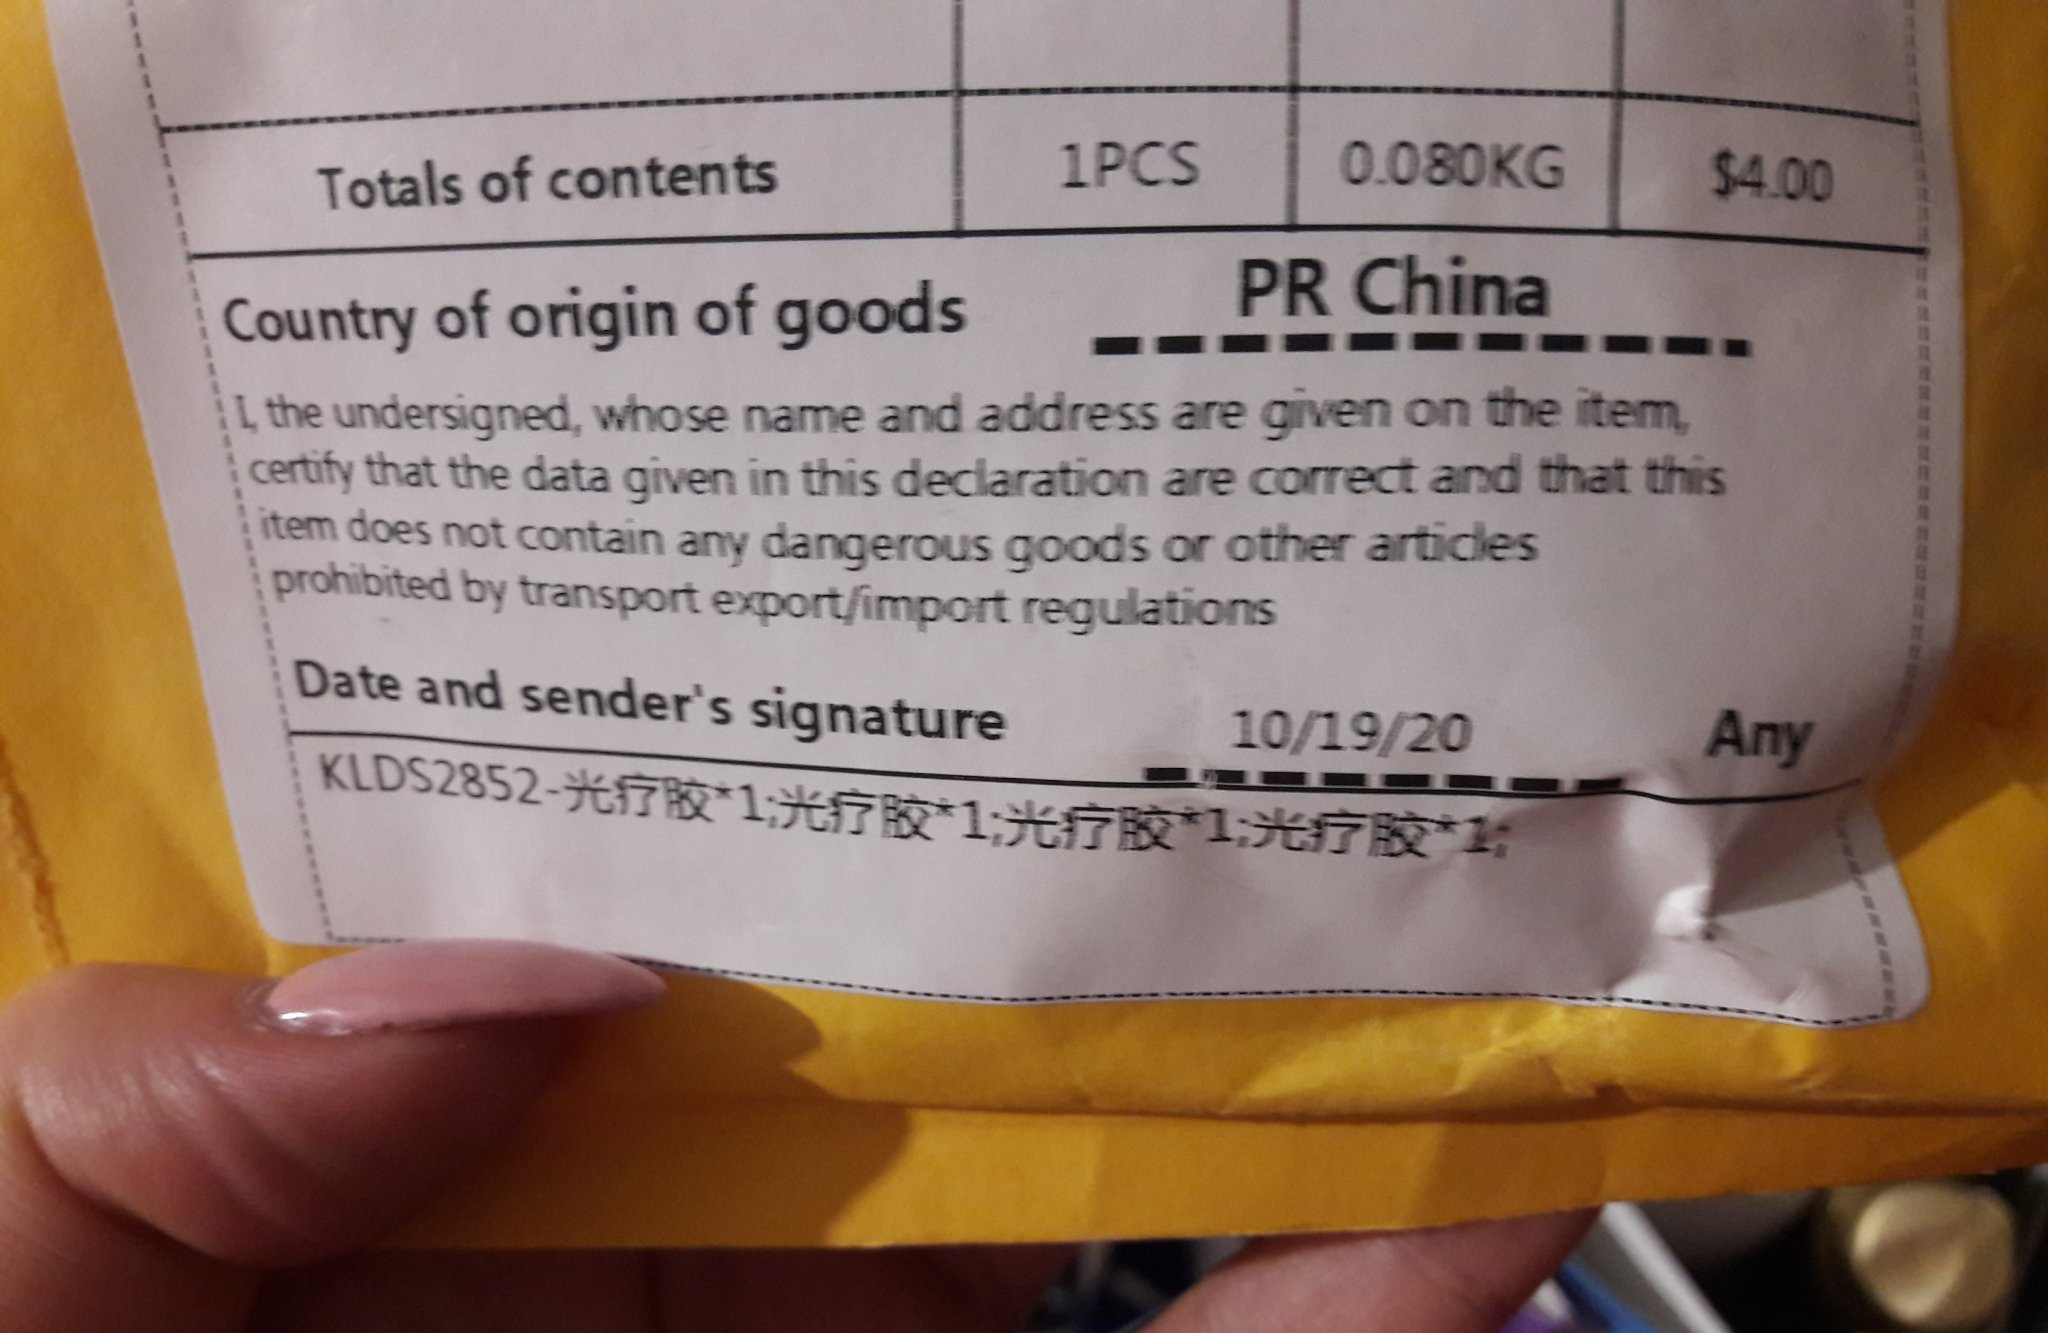 Totals of contents 1PCS 0.080KG $4.00
Country of origin of goods PR China
I, the undersigned, whose name and address are given on the item,
certify that the data given in this declaration are correct and that this
item does not contain any dangerous goods or other articles
prohibited by transport export/import regulations
Date and sender's signature 10/19/20 Any
KLDS2852-光疗胶*1;光疗胶*1;光疗胶*1;光疗胶*1;